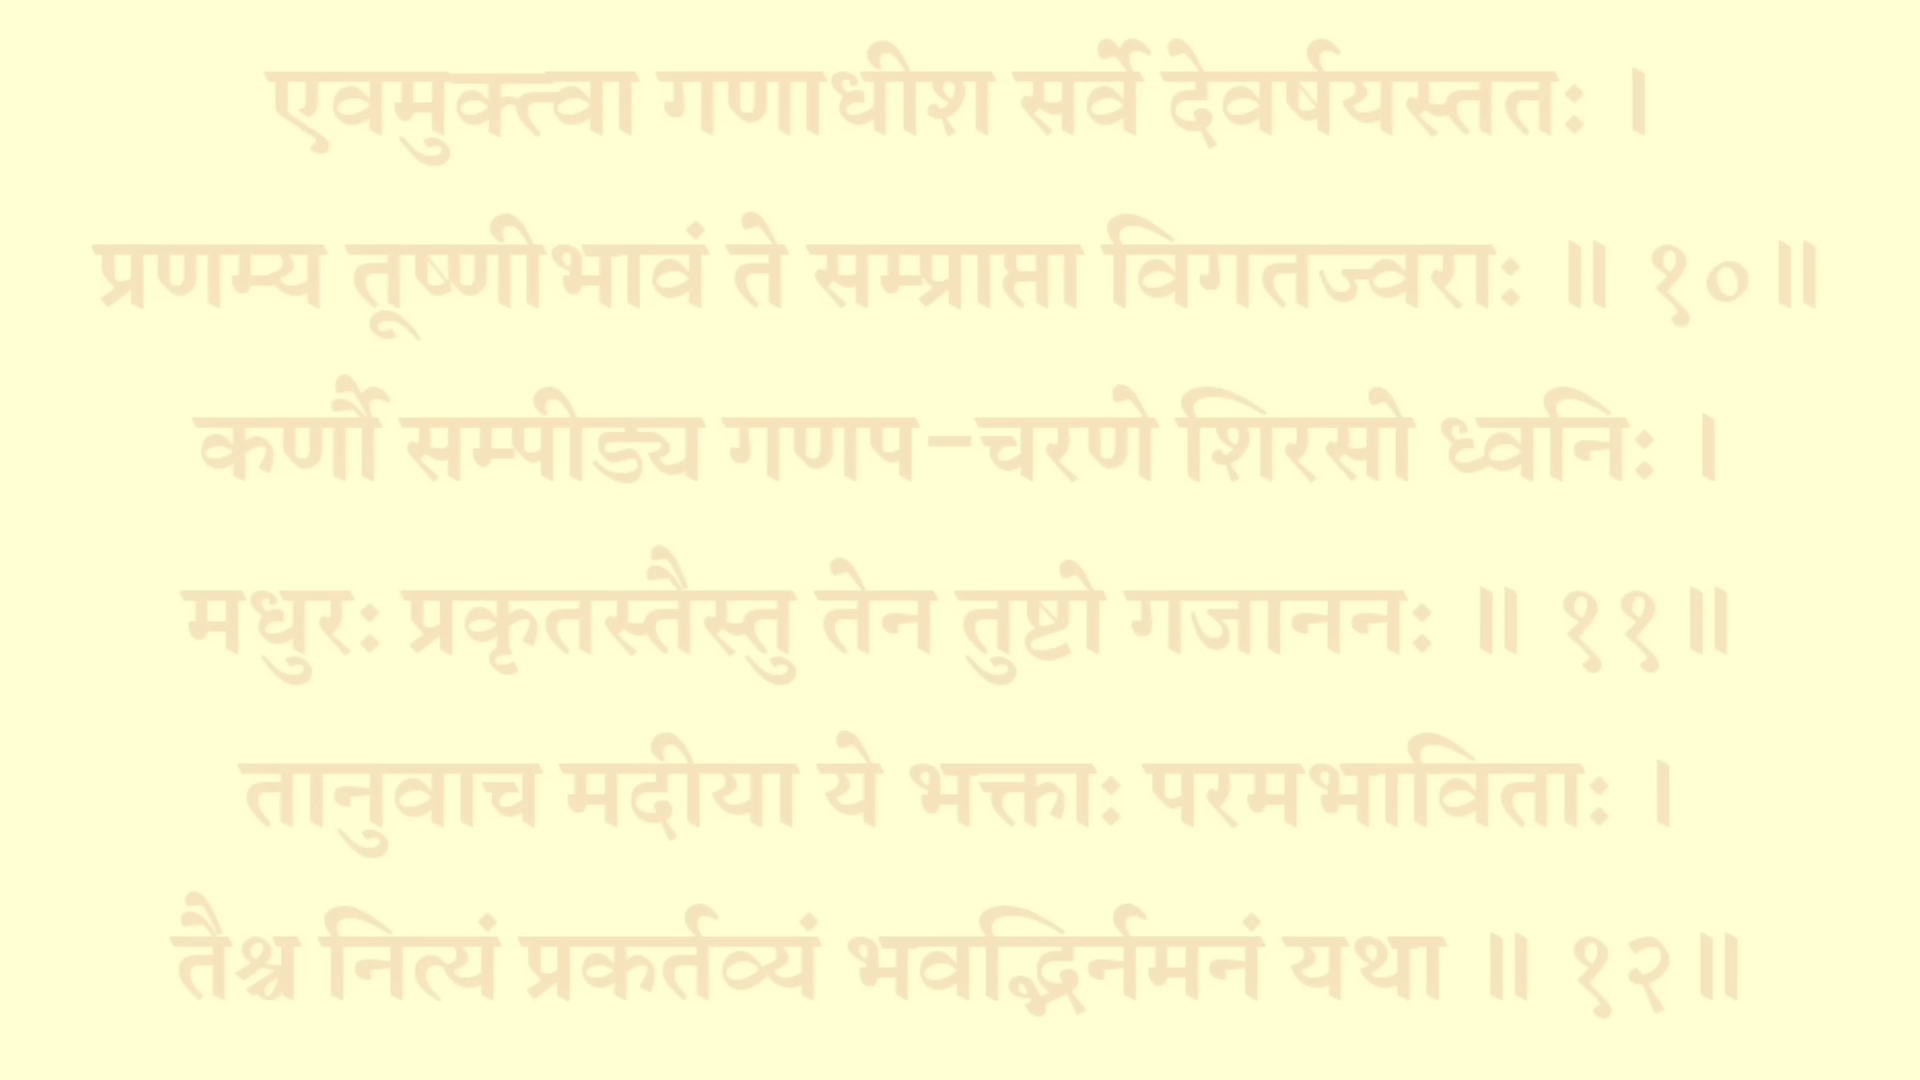 एवमुक्त्वा गणाधीश सर्वे देवर्षयस्ततः ।
प्रणम्य तूष्णीभावं ते सम्प्राप्ता विगतज्वराः ॥ १०॥
कर्णौ सम्पीड्य गणप-चरणे शिरसो ध्वनिः ।
मधुरः प्रकृतस्तैस्तु तेन तुष्टो गजाननः ॥ ११॥
तानुवाच मदीया ये भक्ताः परमभाविताः ।
तैश्च नित्यं प्रकर्तव्यं भवद्भिर्नमनं यथा ॥ १२॥